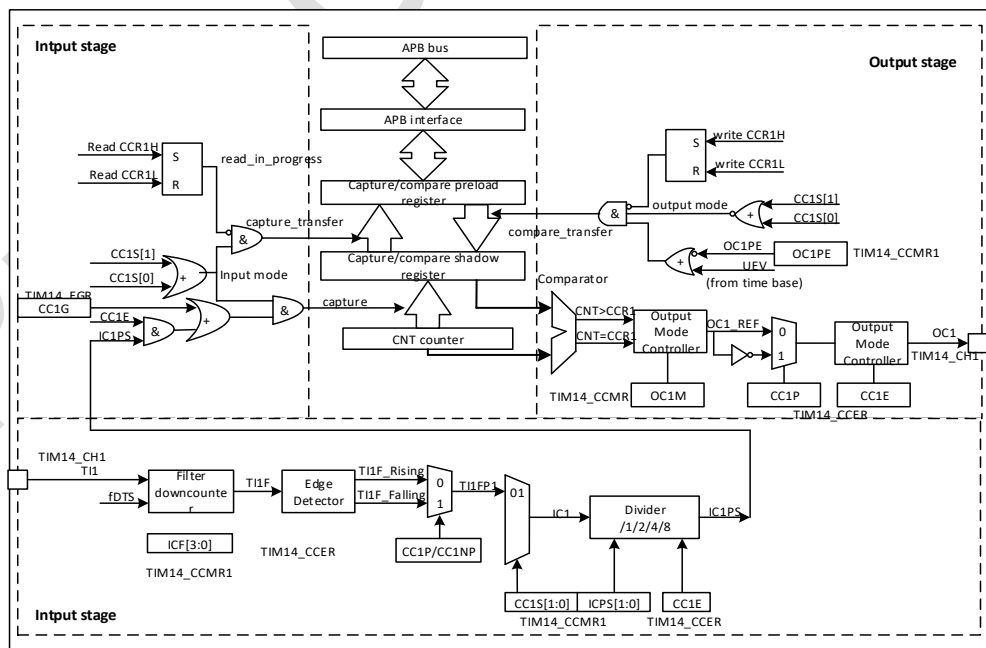 Intput stage
APB bus
Output stage
APB interface
Read CCR1H
S
read_in_progress
Read CCR1L
R
write CCR1H
S
write CCR1L
R
Capture/compare preload
register
capture_transfer
&
output mode
&
compare_transfer
CC1S[1]
+
CC1S[0]
CC1S[1]
CC1S[0]
+
Input mode
Capture/compare shadow
register
+
OC1PE
OC1PE
TIM14_CCMR1
UEV
(from time base)
TIM14_EGR
CC1G
CC1E
IC1PS
&
+
&
capture
CNT counter
Comparator
CNT>CCR1
CNT=CCR1
Output
Mode
Controller
OC1_REF
0
1
Output
Mode
Controller
OC1
TIM14_CH1
TIM14_CCMR
OC1M
CC1P
CC1E
TIM14_CCER
TIM14_CH1
TI1
fDTS
Filter
downcounte
r
TI1F
Edge
Detector
TI1F_Rising
TI1F_Falling
0
1
TI1FP1
01
IC1
Divider
/1/2/4/8
IC1PS
ICF[3:0]
TIM14_CCMR1
TIM14_CCER
CC1P/CC1NP
CC1S[1:0]
ICPS[1:0]
CC1E
TIM14_CCMR1
TIM14_CCER
Intput stage